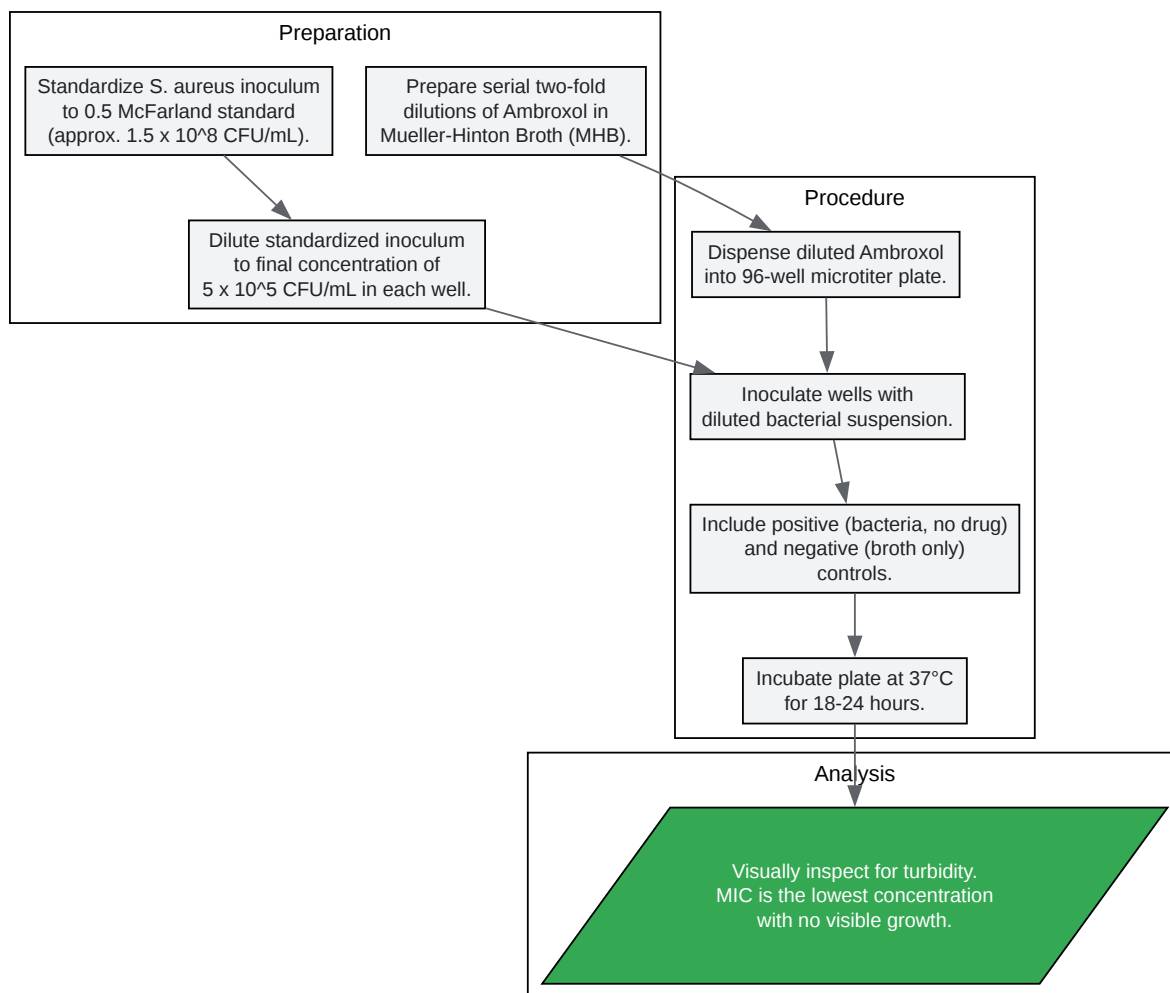 Preparation
Standardize S. aureus inoculum
to 0.5 McFarland standard
(approx. 1.5 x 10^8 CFU/mL).
Prepare serial two-fold
dilutions of Ambroxol in
Mueller-Hinton Broth (MHB).
Dilute standardized inoculum
to final concentration of
5 x 10^5 CFU/mL in each well.
Procedure
Dispense diluted Ambroxol
into 96-well microtiter plate.
Inoculate wells with
diluted bacterial suspension.
Include positive (bacteria, no drug)
and negative (broth only)
controls.
Incubate plate at 37°C
for 18-24 hours.
Analysis
Visually inspect for turbidity.
MIC is the lowest concentration
with no visible growth.